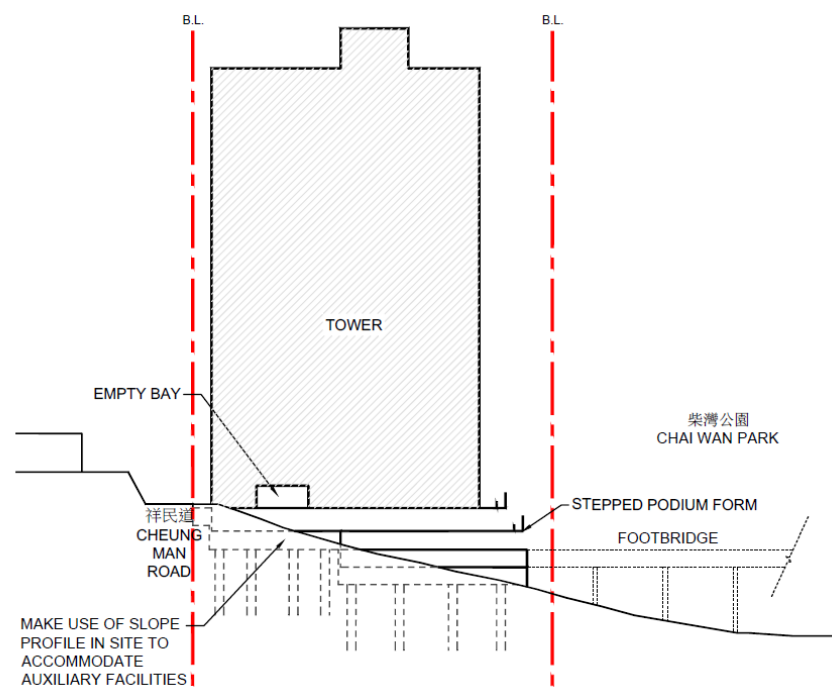 B.L.
B.L.
TOWER
EMPTY BAY
柴灣公園
CHAI WAN PARK
STEPPED PODIUM FORM
祥民道
CHEUNG
MAN
ROAD
FOOTBRIDGE
MAKE USE OF SLOPE
PROFILE IN SITE TO
ACCOMMODATE
AUXILIARY FACILITIES